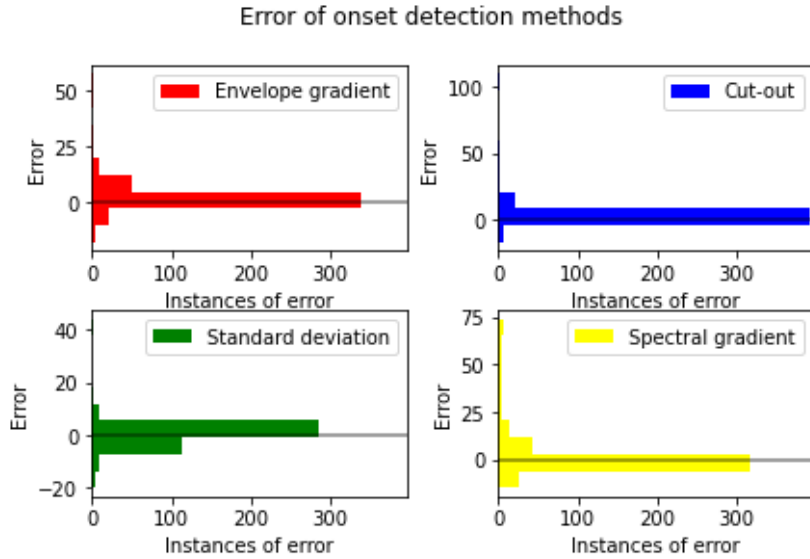 Error of onset detection methods
Envelope gradient
50
25
0
Error
0 100 200 300
Instances of error
Cut-out
100
50
0
Error
0 100 200 300
Instances of error
Standard deviation
40
20
0
−20
Error
0 100 200 300
Instances of error
Spectral gradient
75
50
25
0
Error
0 100 200 300
Instances of error